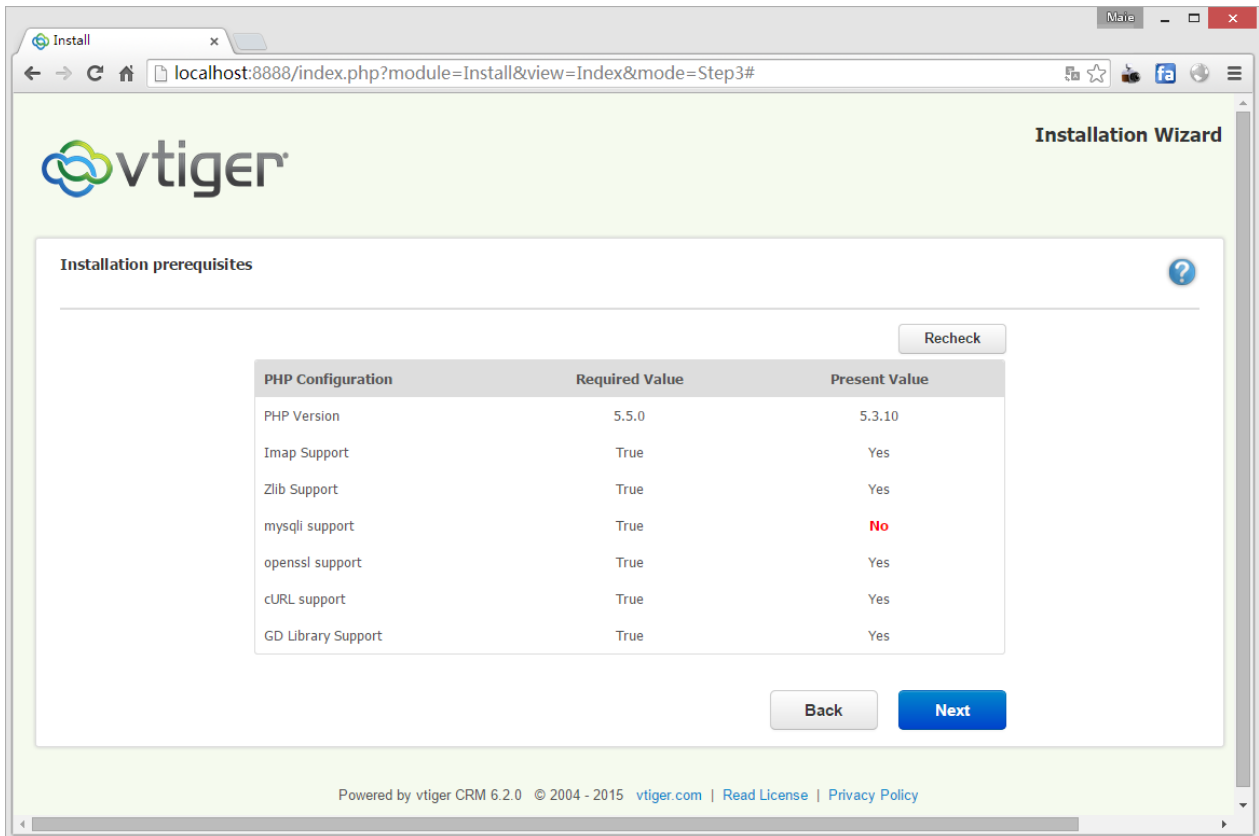 Maie
Install
localhost:8888/index.php?module=Install&view=Index&mode=Step3#
fa
vtiger
Installation Wizard
Installation prerequisites
?
Recheck
PHP Configuration Required Value Present Value
PHP Version 5.5.0 5.3.10
Imap Support True Yes
Zlib Support True Yes
mysqli support True No
openssl support True Yes
cURL support True Yes
GD Library Support True Yes
Back Next
Powered by vtiger CRM 6.2.0 © 2004 - 2015 vtiger.com | Read License | Privacy Policy